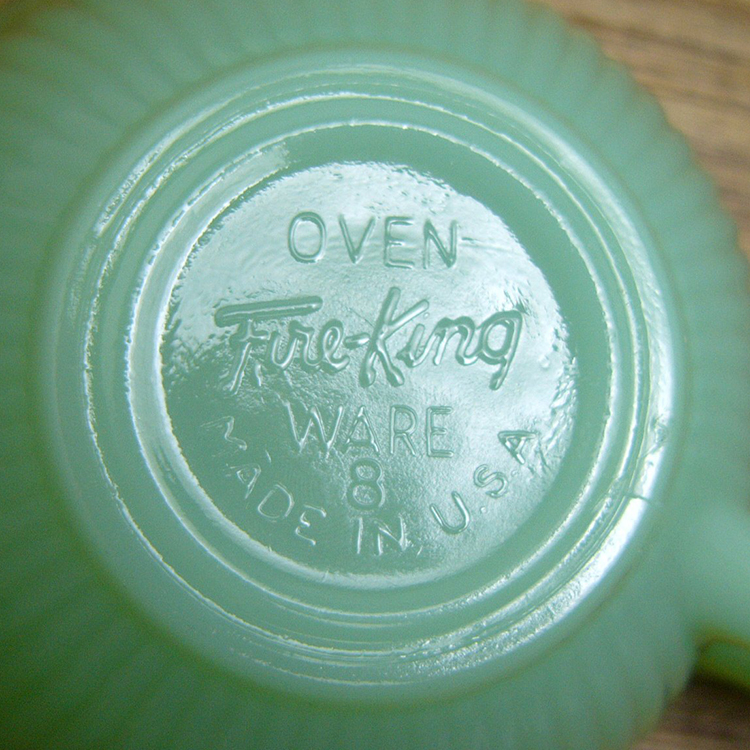 OVEN
Fire-King
WARE
8
MADE IN U.S.A